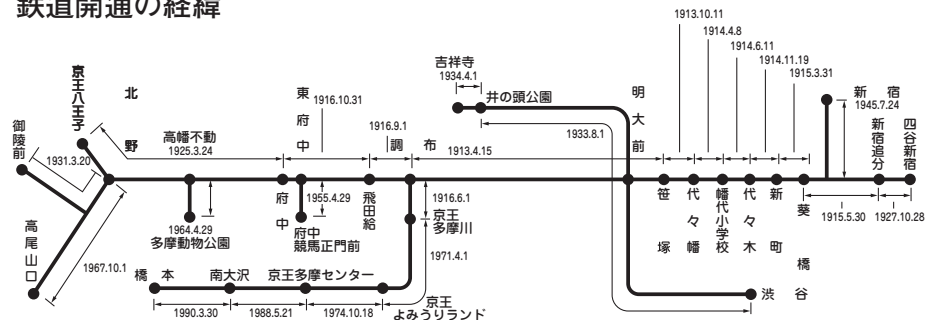 鉄道開通の経緯
1913.10.11
1914.4.8
1914.6.11
1914.11.19
1915.3.31
吉祥寺
1934.4.1
井の頭公園
明大前
新宿
1945.7.24
新宿追分
四谷新宿
京王八王子
北野
東府中
1916.10.31
1916.9.1
調布
1933.8.1
御陵前
1931.3.20
高幡不動
1925.3.24
1913.4.15
府中
1955.4.29
飛田給
1916.6.1
京王
多摩川
笹塚
代々幡
幡代小学校
代々木
新町
葵橋
1915.5.30
1927.10.28
1964.4.29
多摩動物公園
府中
競馬正門前
1971.4.1
高尾山口
1967.10.1
橋本
南大沢
京王多摩センター
京王
よみうりランド
渋谷
1990.3.30
1988.5.21
1974.10.18